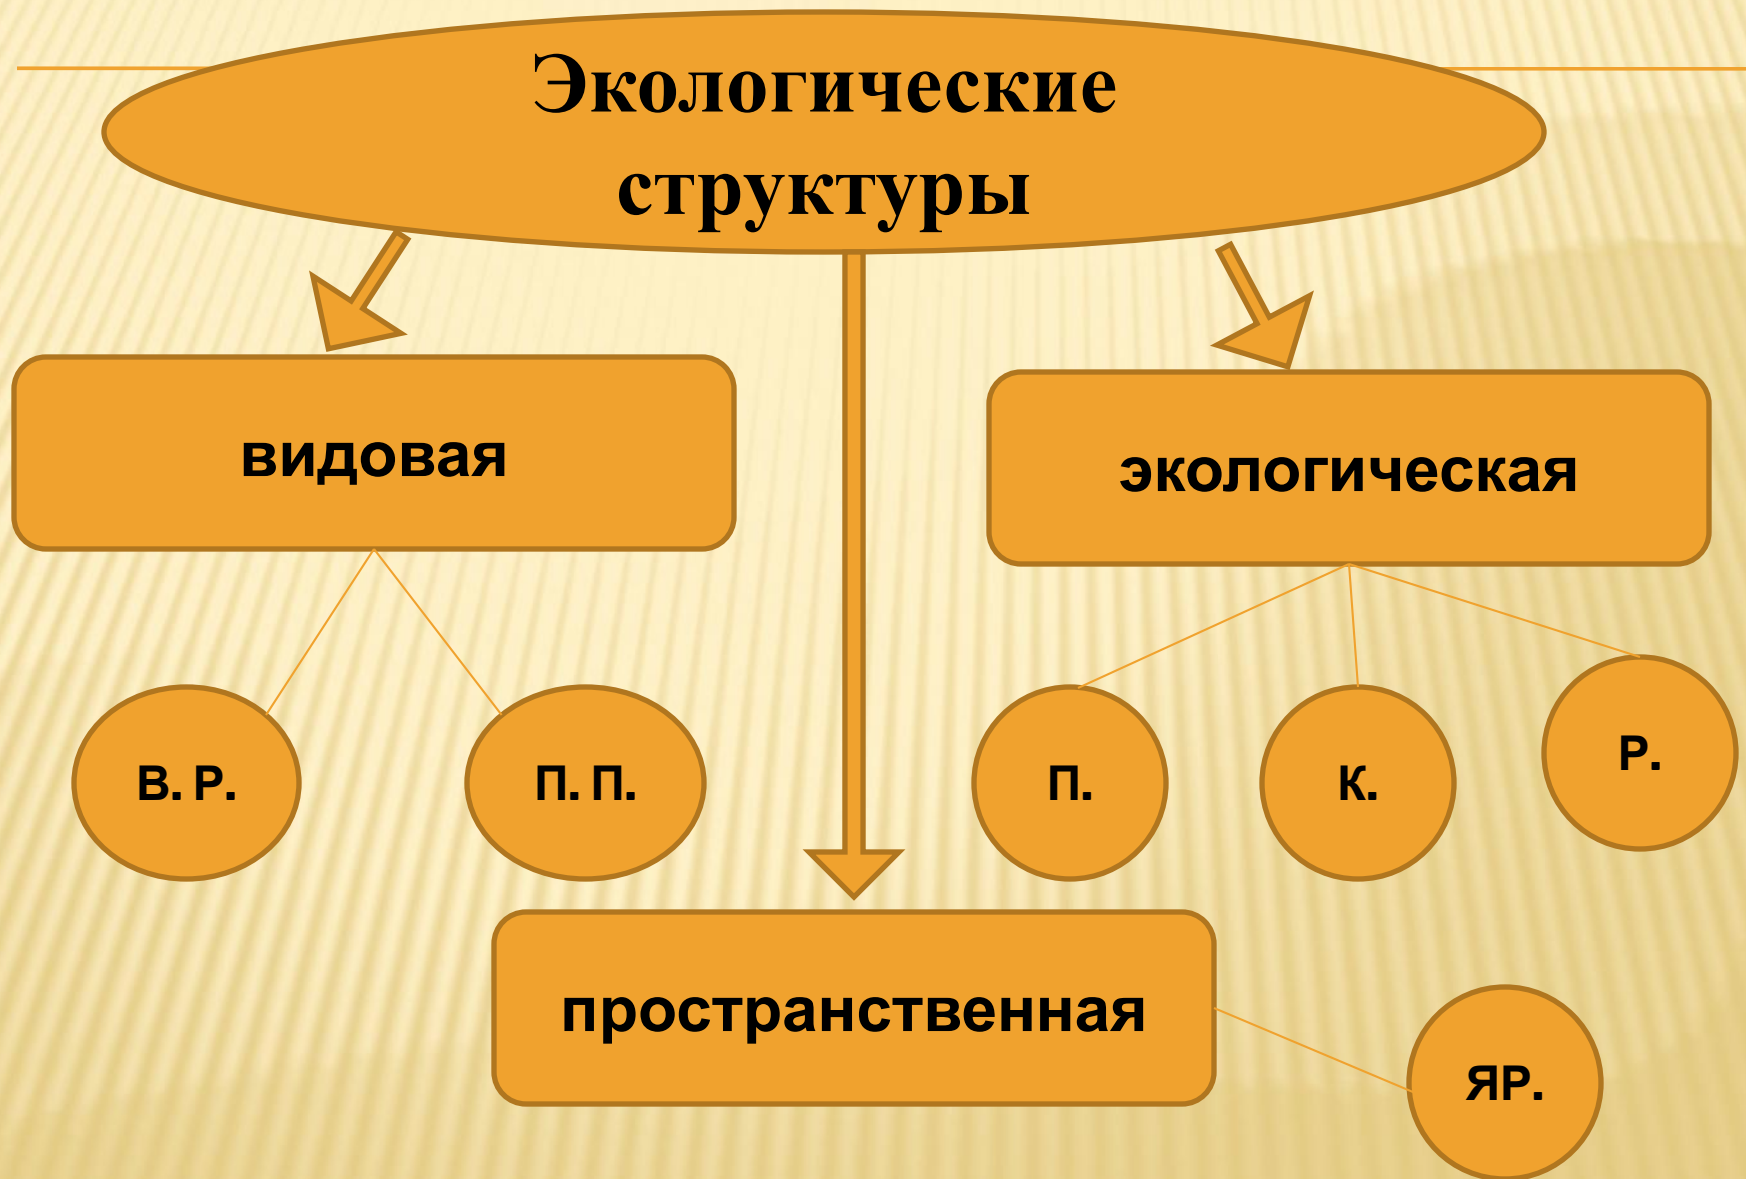 Экологические
структуры
видовая
экологическая
В. Р.
П. П.
П.
К.
Р.
пространственная
ЯР.